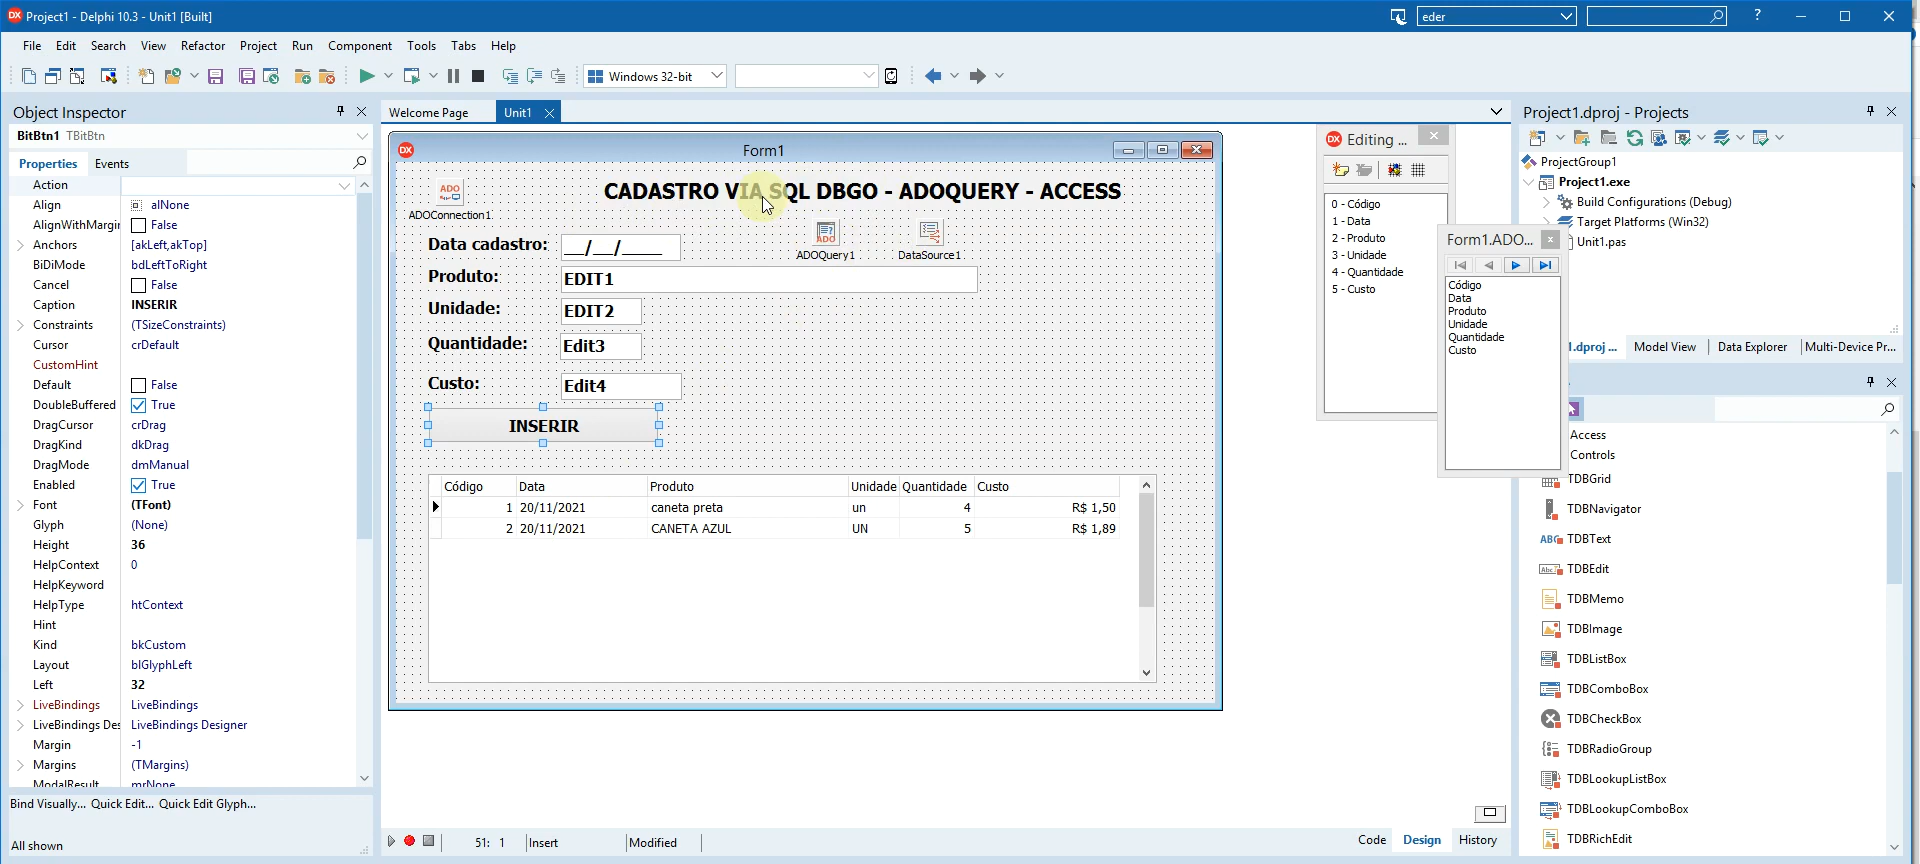 Project1 - Delphi 10.3 - Unit1 [Built]
eder
?
File Edit Search View Refactor Project Run Component Tools Tabs Help
Windows 32-bit
Object Inspector
BitBtn1 TBitBtn
Properties Events
Action
Align alNone
AlignWithMargi False
Anchors [akLeft,akTop]
BiDiMode bdLeftToRight
Cancel False
Caption INSERIR
Constraints (TSizeConstraints)
Cursor crDefault
CustomHint
Default False
DoubleBuffered True
DragCursor crDrag
DragKind dkDrag
DragMode dmManual
Enabled True
Font (TFont)
Glyph (None)
Height 36
HelpContext 0
HelpKeyword
HelpType htContext
Hint
Kind bkCustom
Layout blGlyphLeft
Left 32
LiveBindings LiveBindings
LiveBindings Des LiveBindings Designer
Margin -1
Margins (TMargins)
ModalResult mrNone
Bind Visually... Quick Edit... Quick Edit Glyph...
All shown
Welcome Page Unit1
Form1
ADO
ADOConnection1
CADASTRO VIA SQL DBGO - ADOQUERY - ACCESS
ADO
ADOQuery1 DataSource1
Data cadastro: __/__/____
Produto: EDIT1
Unidade: EDIT2
Quantidade: Edit3
Custo: Edit4
INSERIR
Código Data Produto Unidade Quantidade Custo
1 20/11/2021 caneta preta un 4 R$ 1,50
2 20/11/2021 CANETA AZUL UN 5 R$ 1,89
51: 1 Insert Modified
Code Design History
Editing ...
0 - Código
1 - Data
2 - Produto
3 - Unidade
4 - Quantidade
5 - Custo
Form1.ADO...
Código
Data
Produto
Unidade
Quantidade
Custo
Project1.dproj - Projects
ProjectGroup1
Project1.exe
Build Configurations (Debug)
Target Platforms (Win32)
Unit1.pas
1.dproj ... Model View Data Explorer Multi-Device Pr...
Access
Controls
TDBGrid
TDBNavigator
TDBText
TDBEdit
TDBMemo
TDBImage
TDBListBox
TDBComboBox
TDBCheckBox
TDBRadioGroup
TDBLookupListBox
TDBLookupComboBox
TDBRichEdit